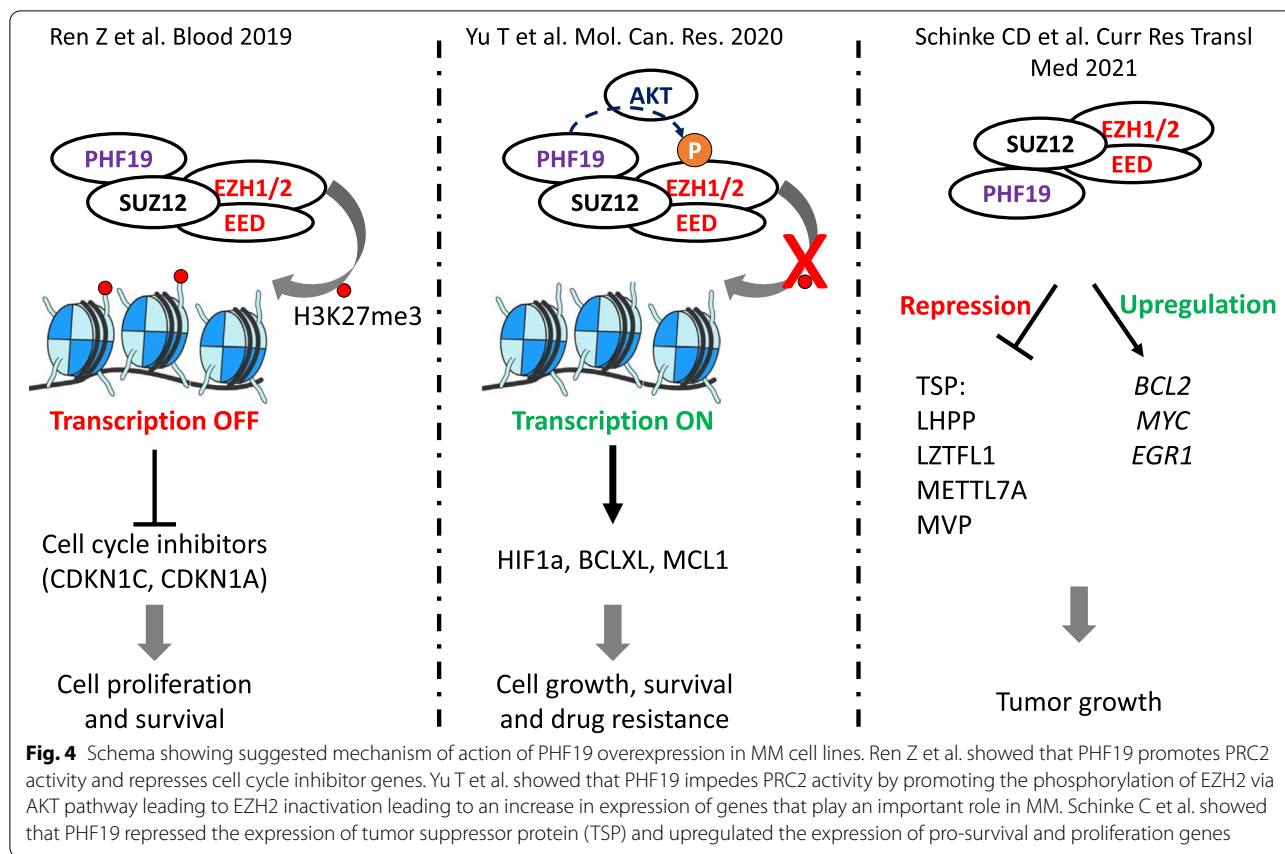 Ren Z et al. Blood 2019
PHF19
SUZ12
EZH1/2
EED
H3K27me3
Transcription OFF
Cell cycle inhibitors
(CDKN1C, CDKN1A)
Cell proliferation
and survival
Yu T et al. Mol. Can. Res. 2020
AKT
P
PHF19
SUZ12
EZH1/2
EED
X
Transcription ON
HIF1a, BCLXL, MCL1
Cell growth, survival
and drug resistance
Schinke CD et al. Curr Res Transl
Med 2021
SUZ12
EZH1/2
EED
PHF19
Repression
Upregulation
TSP:
LHPP
LZTFL1
METTL7A
MVP
BCL2
MYC
EGR1
Tumor growth
Fig. 4 Schema showing suggested mechanism of action of PHF19 overexpression in MM cell lines. Ren Z et al. showed that PHF19 promotes PRC2
activity and represses cell cycle inhibitor genes. Yu T et al. showed that PHF19 impedes PRC2 activity by promoting the phosphorylation of EZH2 via
AKT pathway leading to EZH2 inactivation leading to an increase in expression of genes that play an important role in MM. Schinke C et al. showed
that PHF19 repressed the expression of tumor suppressor protein (TSP) and upregulated the expression of pro-survival and proliferation genes